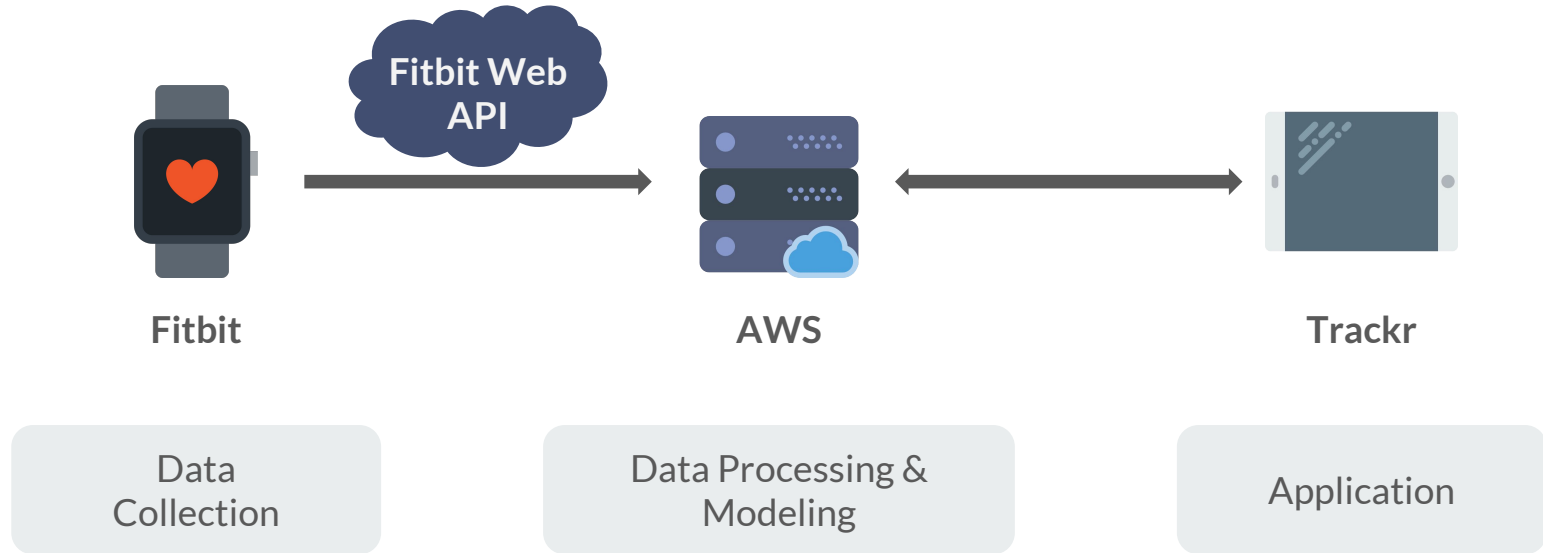 Fitbit Web
API
Fitbit
AWS
Trackr
Data
Collection
Data Processing &
Modeling
Application